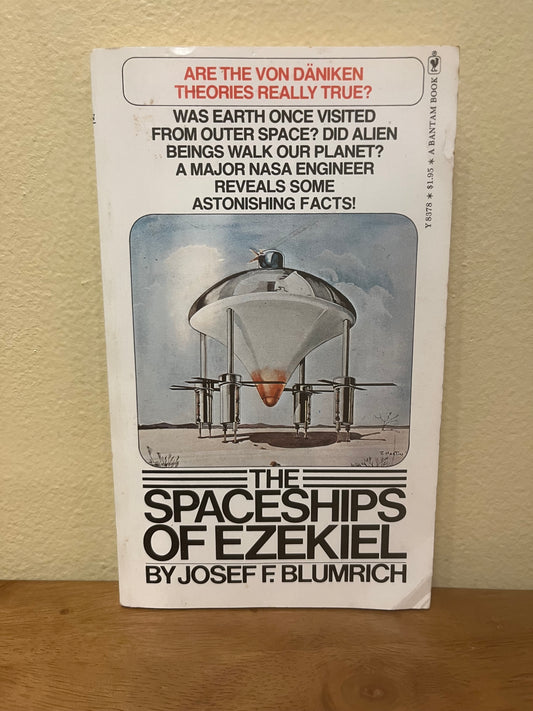 ARE THE VON DÄNIKEN
THEORIES REALLY TRUE?
WAS EARTH ONCE VISITED
FROM OUTER SPACE? DID ALIEN
BEINGS WALK OUR PLANET?
A MAJOR NASA ENGINEER
REVEALS SOME
ASTONISHING FACTS!
Y 8378 * $1.95 * A BANTAM BOOK
THE
SPACESHIPS
OF EZEKIEL
BY JOSEF F. BLUMRICH